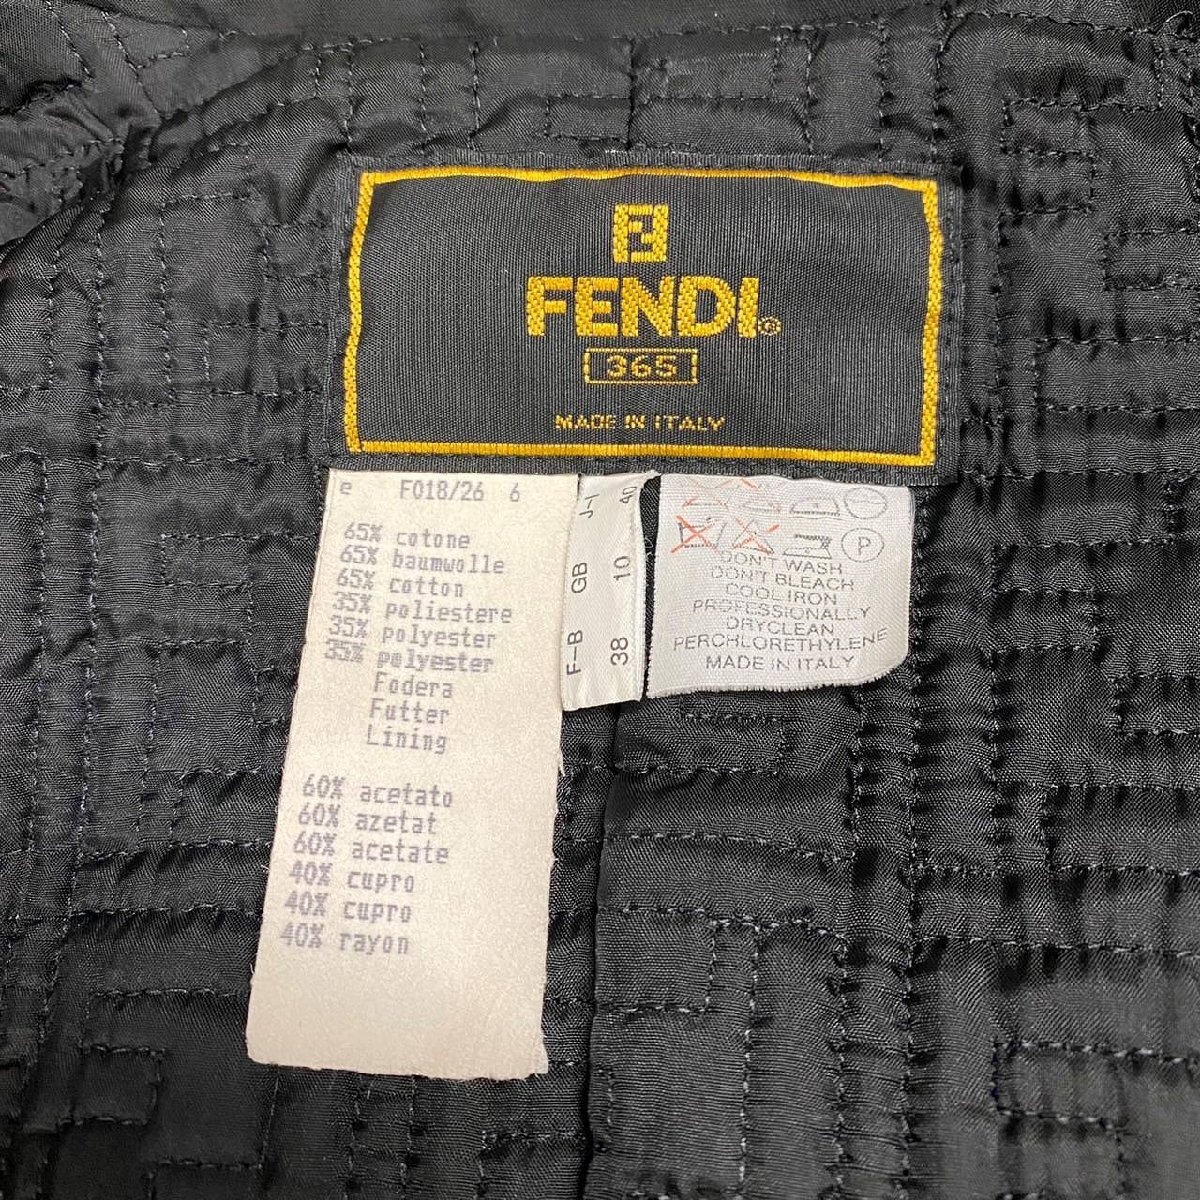 FENDI®
365
MADE IN ITALY
e F018/26 6
65% cotone
65% baumwolle
65% cotton
35% poliestere
35% polyester
35% polyester
Fodera
Futter
Lining
60% acetato
60% azetat
60% acetate
40% cupro
40% cupro
40% rayon
J-I 40
GB 10
F-B 38
P
DON'T WASH
DON'T BLEACH
COOL IRON
PROFESSIONALLY
DRYCLEAN
PERCHLORETHYLENE
MADE IN ITALY